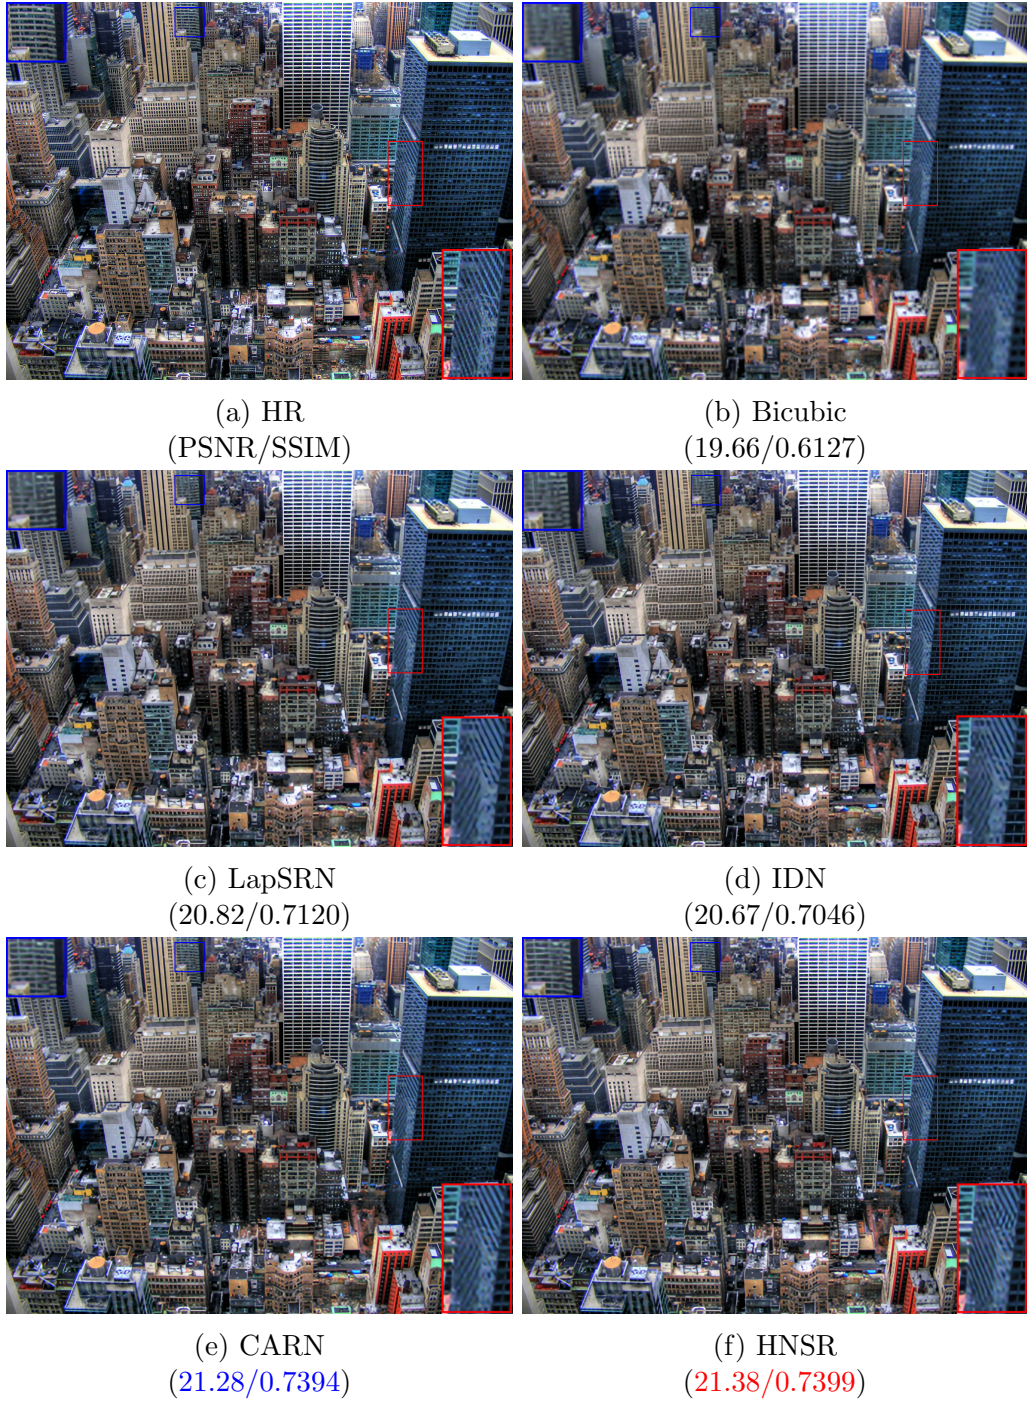 (a) HR
(PSNR/SSIM)
(b) Bicubic
(19.66/0.6127)
(c) LapSRN
(20.82/0.7120)
(d) IDN
(20.67/0.7046)
(e) CARN
(21.28/0.7394)
(f) HNSR
(21.38/0.7399)